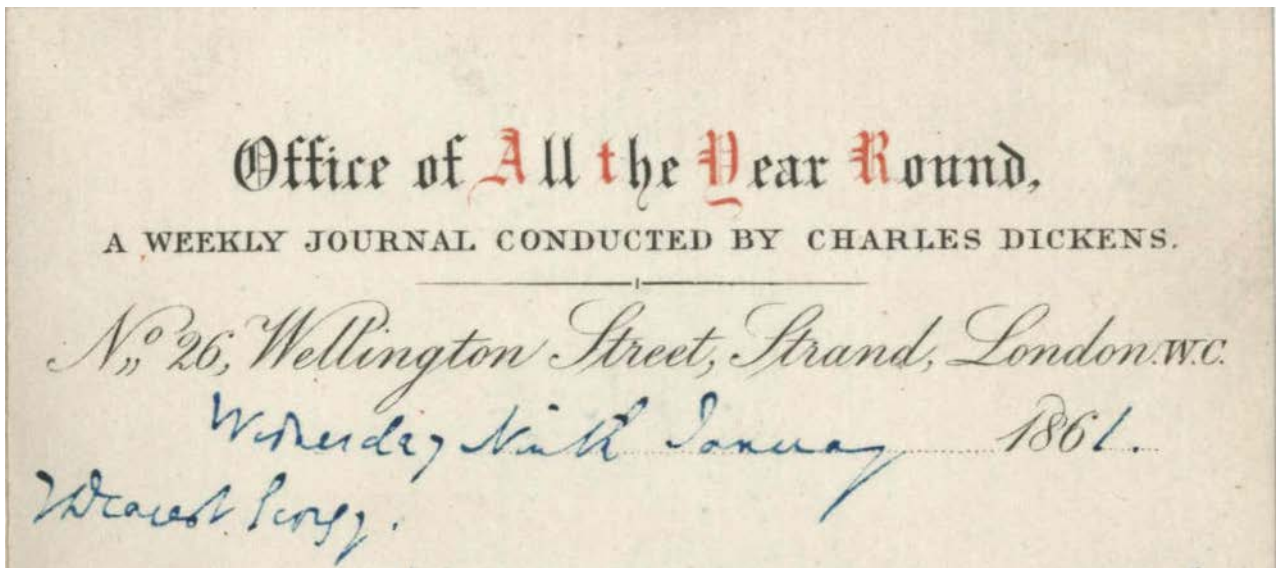 Office of All the Year Round,
A WEEKLY JOURNAL CONDUCTED BY CHARLES DICKENS.
No. 26, Wellington Street, Strand, London. W.C.
Wednesday Ninth January 1861.
Dearest Georgy.